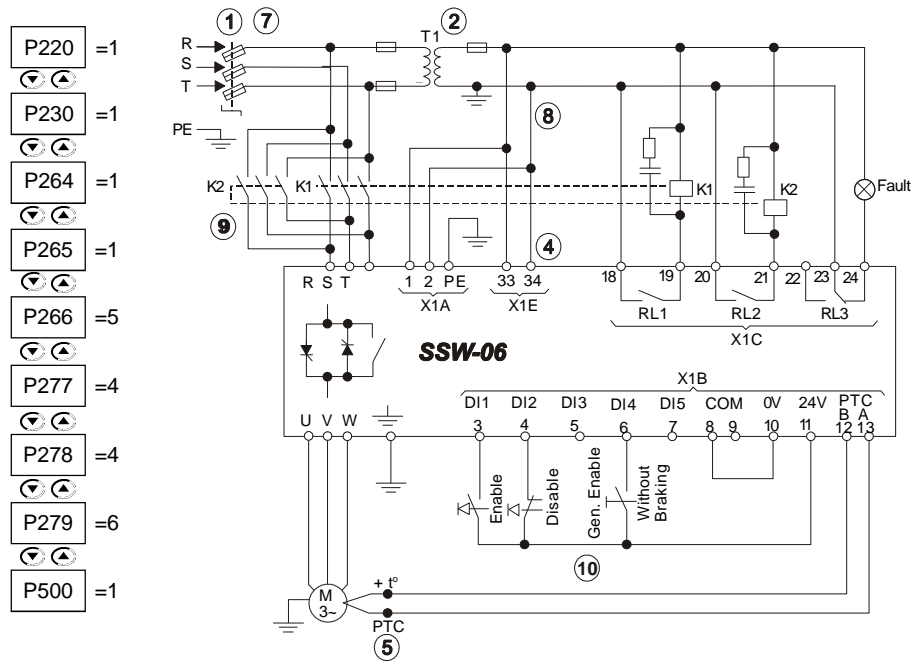 P220 =1
P230 =1
P264 =1
P265 =1
P266 =5
P277 =4
P278 =4
P279 =6
P500 =1
1 7 2
T1
R
S
T
PE
8
K2 K1 K1 K2 Fault
9
4
R S T 1 2 PE 33 34 18 19 20 21 22 23 24
X1A X1E RL1 RL2 RL3
X1C
SSW-06
X1B
DI1 DI2 DI3 DI4 DI5 COM 0V 24V PTC
B A
U V W 3 4 5 6 7 8 9 10 11 12 13
Enable
Disable
Gen. Enable
Without
Braking
10
M
3~
+ tº
PTC
5